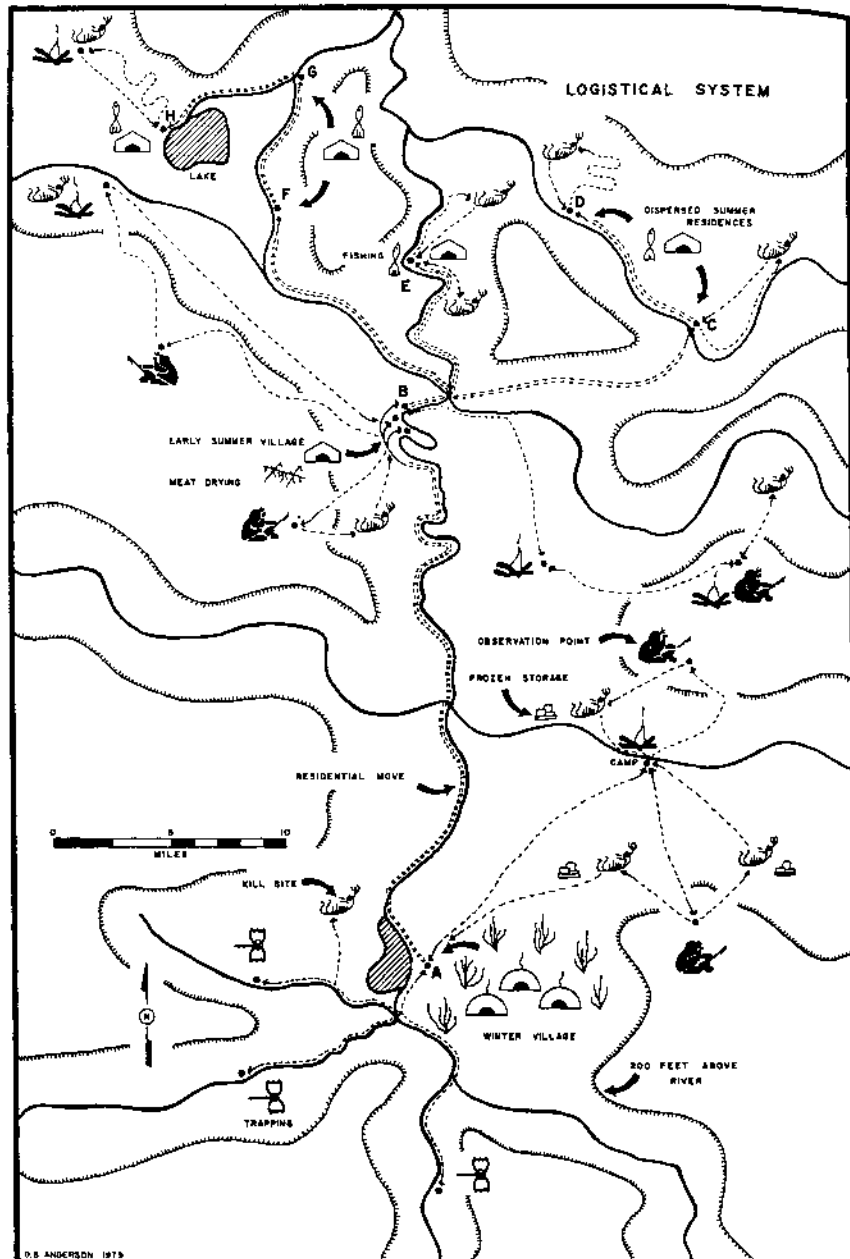 LOGISTICAL SYSTEM
G
H
LAKE
F
D
DISPERSED SUMMER
RESIDENCES
FISHING
E
C
B
EARLY SUMMER VILLAGE
MEAT DRYING
OBSERVATION POINT
FROZEN STORAGE
CAMP
RESIDENTIAL MOVE
0 5 10
MILES
KILL SITE
A
N
WINTER VILLAGE
200 FEET ABOVE
RIVER
TRAPPING
D.S. ANDERSON 1979